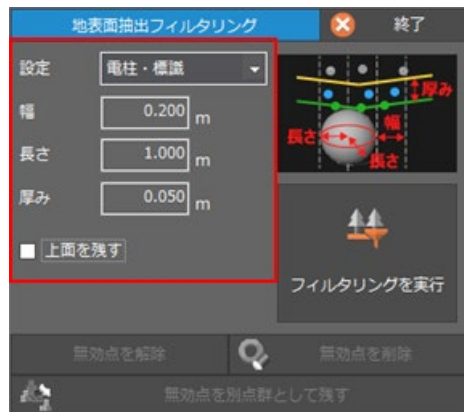 地表面抽出フィルタリング
終了
設定 電柱・標識
幅 0.200 m
長さ 1.000 m
厚み 0.050 m
上面を残す
厚み
幅
長さ
長さ
フィルタリングを実行
無効点を解除
無効点を削除
無効点を別点群として残す